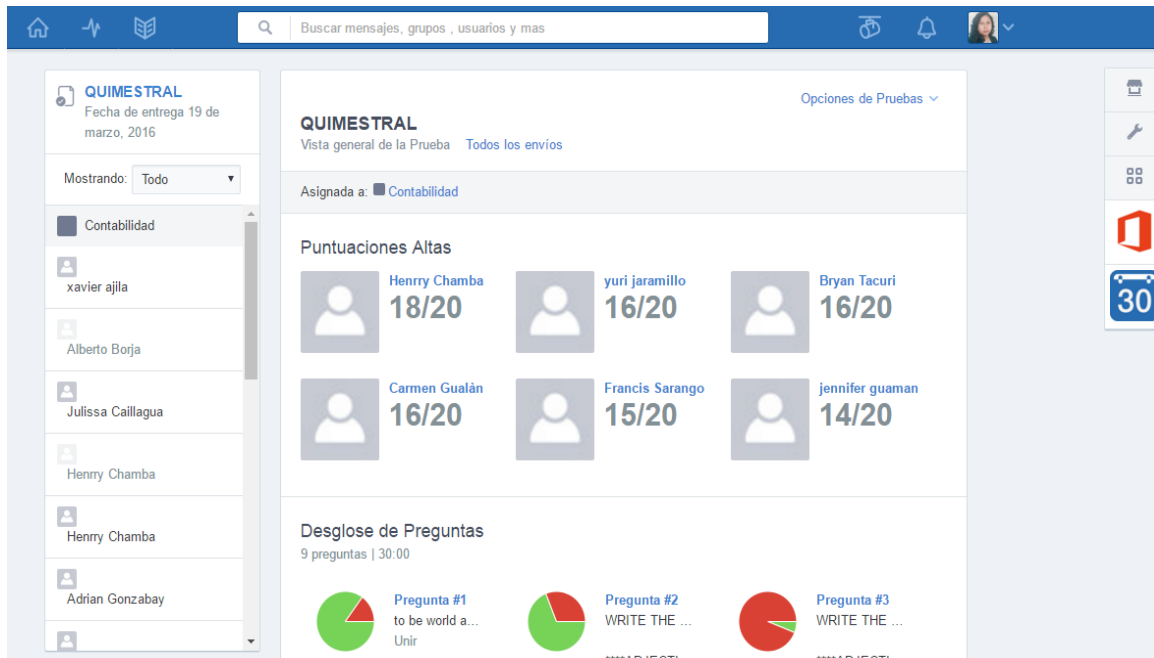 Buscar mensajes, grupos , usuarios y mas
QUIMESTRAL
Fecha de entrega 19 de
marzo, 2016
Mostrando: Todo
Contabilidad
xavier ajila
Alberto Borja
Julissa Caillagua
Henrry Chamba
Henrry Chamba
Adrian Gonzabay
Opciones de Pruebas
QUIMESTRAL
Vista general de la Prueba Todos los envíos
Asignada a: Contabilidad
Puntuaciones Altas
Henrry Chamba
18/20
yuri jaramillo
16/20
Bryan Tacuri
16/20
Carmen Gualàn
16/20
Francis Sarango
15/20
jennifer guaman
14/20
Desglose de Preguntas
9 preguntas | 30:00
Pregunta #1
to be world a...
Unir
Pregunta #2
WRITE THE ...
Pregunta #3
WRITE THE ...
30